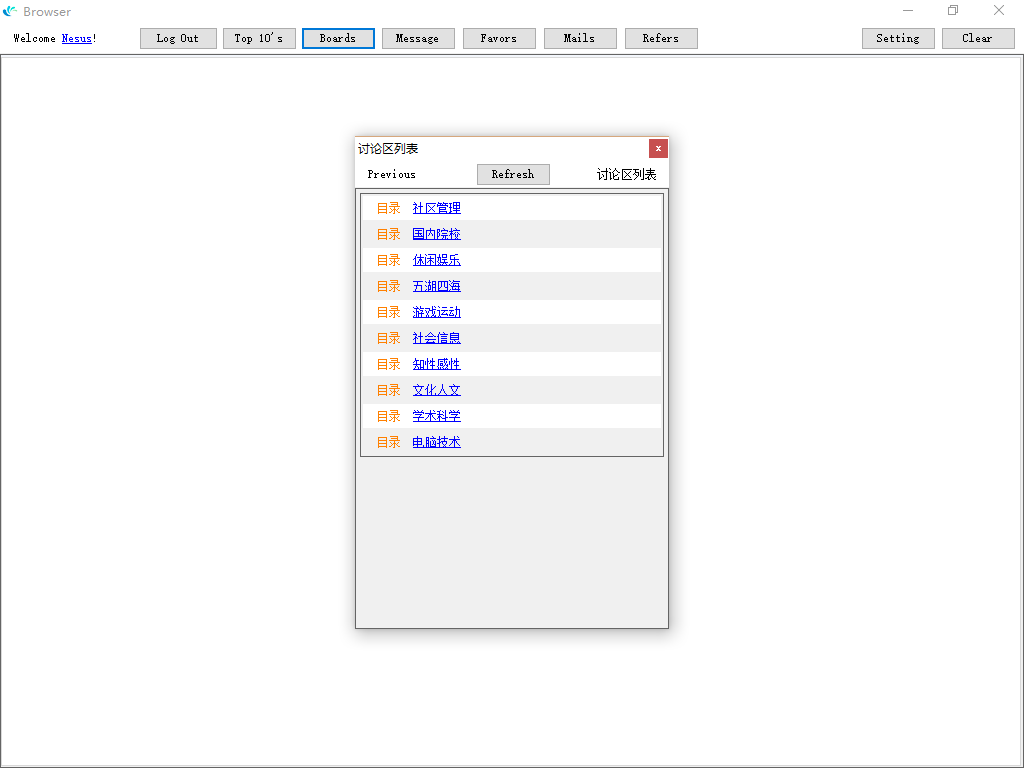 Browser
Welcome Nesus! Log Out Top 10's Boards Message Favors Mails Refers Setting Clear
讨论区列表 x
Previous Refresh 讨论区列表
目录 社区管理
目录 国内院校
目录 休闲娱乐
目录 五湖四海
目录 游戏运动
目录 社会信息
目录 知性感性
目录 文化人文
目录 学术科学
目录 电脑技术